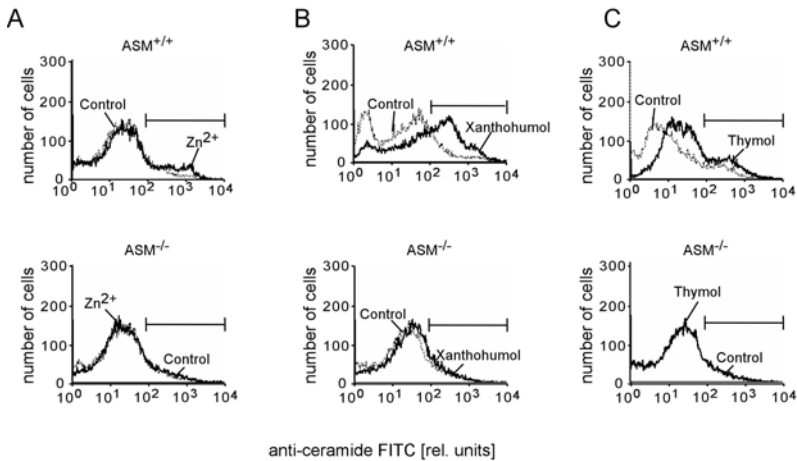 A
B
C
ASM+/+
ASM+/+
ASM+/+
number of cells
300
200
100
0
Control
Zn2+
10^0 10^1 10^2 10^3 10^4
number of cells
300
200
100
0
Control
Xanthohumol
10^0 10^1 10^2 10^3 10^4
number of cells
300
200
100
0
Control
Thymol
10^0 10^1 10^2 10^3 10^4
ASM-/-
ASM-/-
ASM-/-
number of cells
300
200
100
0
Zn2+
Control
10^0 10^1 10^2 10^3 10^4
number of cells
300
200
100
0
Control
Xanthohumol
10^0 10^1 10^2 10^3 10^4
number of cells
300
200
100
0
Thymol
Control
10^0 10^1 10^2 10^3 10^4
anti-ceramide FITC [rel. units]